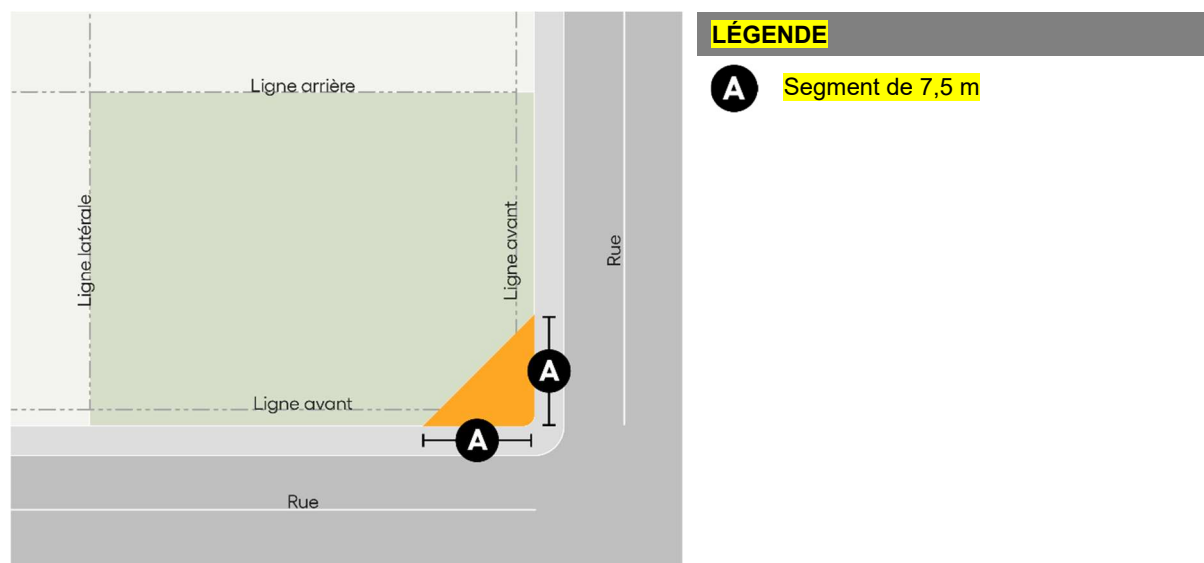 Ligne arrière
Ligne latérale
Ligne avant
Rue
A
Ligne avant
A
Rue
LÉGENDE
A Segment de 7,5 m